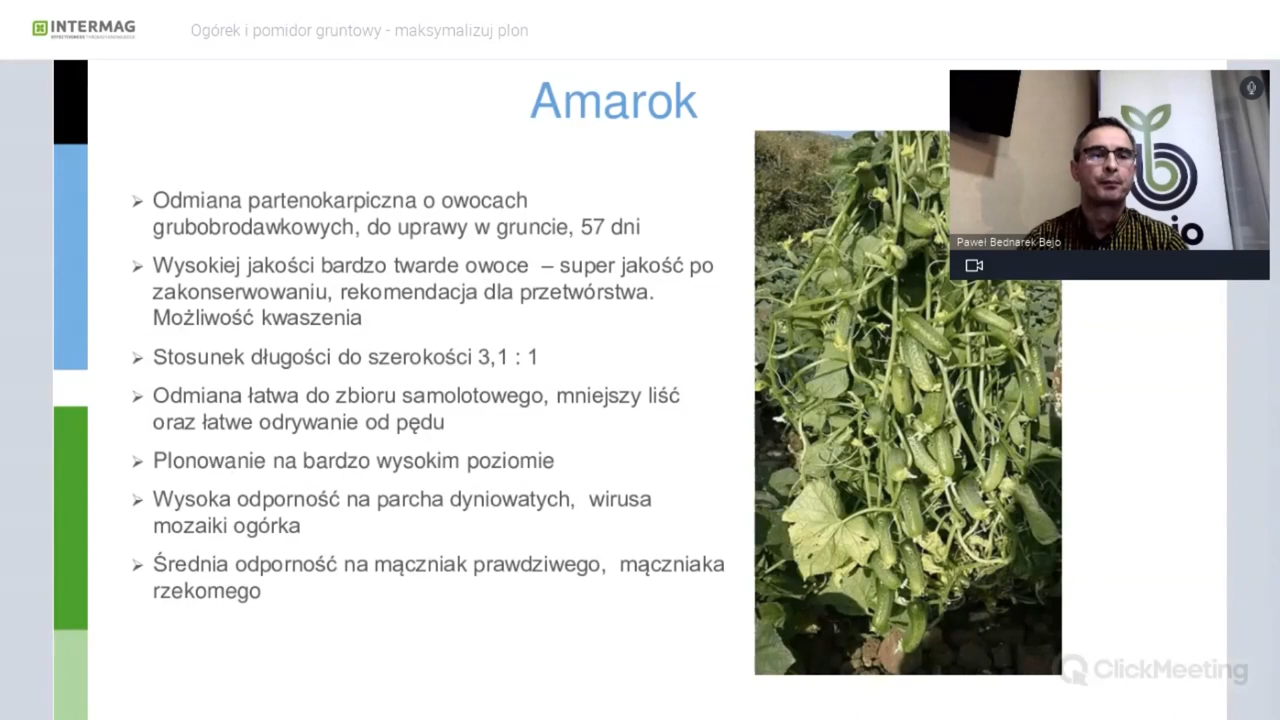 INTERMAG
Ogórek i pomidor gruntowy - maksymalizuj plon
Amarok
Odmiana partenokarpiczna o owocach
grubobrodawkowych, do uprawy w gruncie, 57 dni
Wysokiej jakości bardzo twarde owoce – super jakość po
zakonserwowaniu, rekomendacja dla przetwórstwa.
Możliwość kwaszenia
Stosunek długości do szerokości 3,1 : 1
Odmiana łatwa do zbioru samolotowego, mniejszy liść
oraz łatwe odrywanie od pędu
Plonowanie na bardzo wysokim poziomie
Wysoka odporność na parcha dyniowatych, wirusa
mozaiki ogórka
Średnia odporność na mączniak prawdziwego, mączniaka
rzekomego
Paweł Bednarek Bejo
ClickMeeting